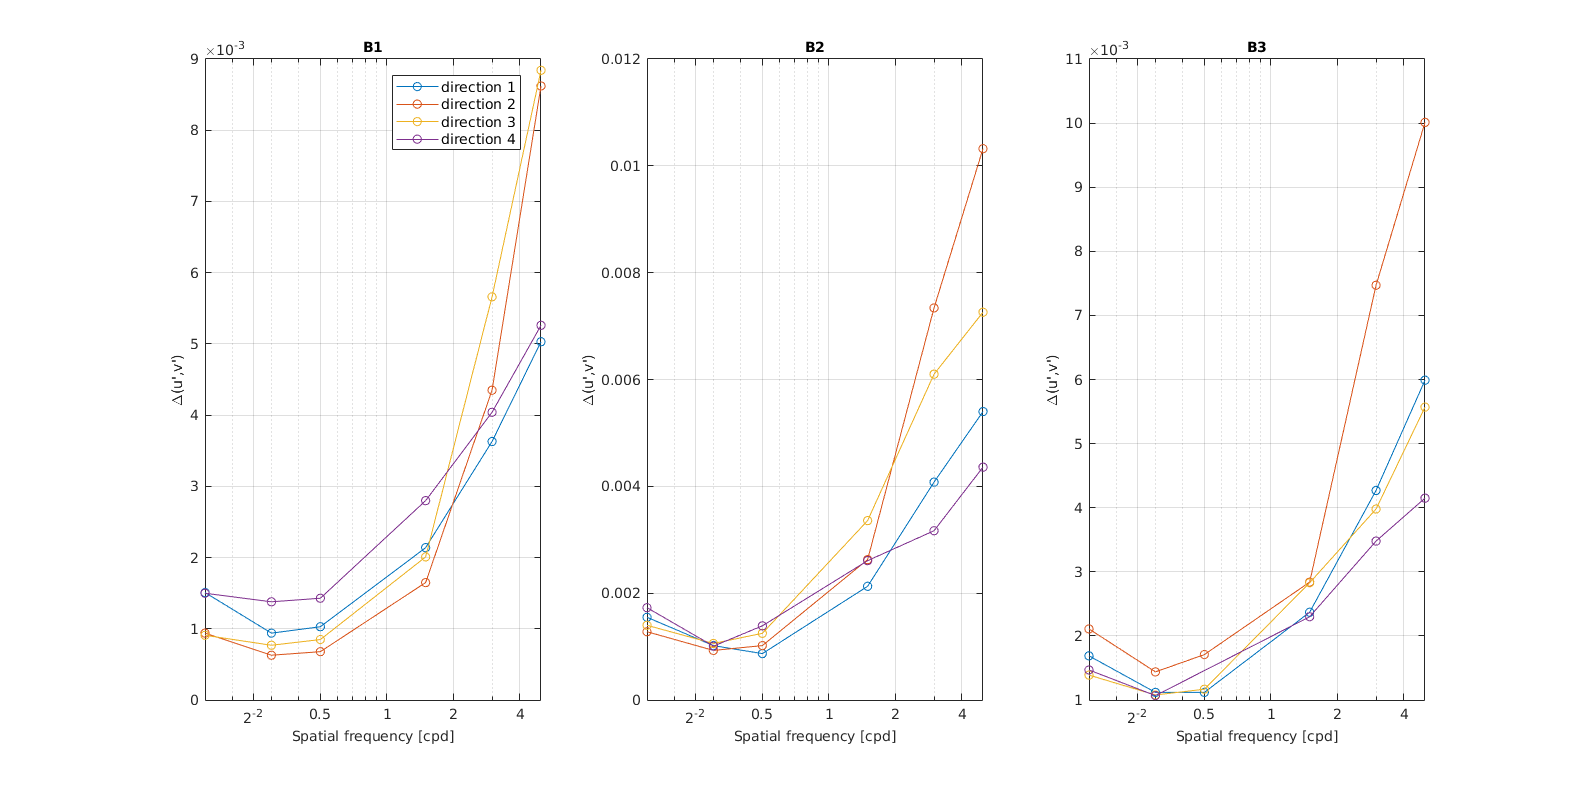 B1
×10⁻³
9
8
7
6
5
4
3
2
1
0
Δ(u',v')
direction 1
direction 2
direction 3
direction 4
2⁻² 0.5 1 2 4
Spatial frequency [cpd]
B2
0.012
0.01
0.008
0.006
0.004
0.002
0
Δ(u',v')
2⁻² 0.5 1 2 4
Spatial frequency [cpd]
B3
×10⁻³
11
10
9
8
7
6
5
4
3
2
1
Δ(u',v')
2⁻² 0.5 1 2 4
Spatial frequency [cpd]